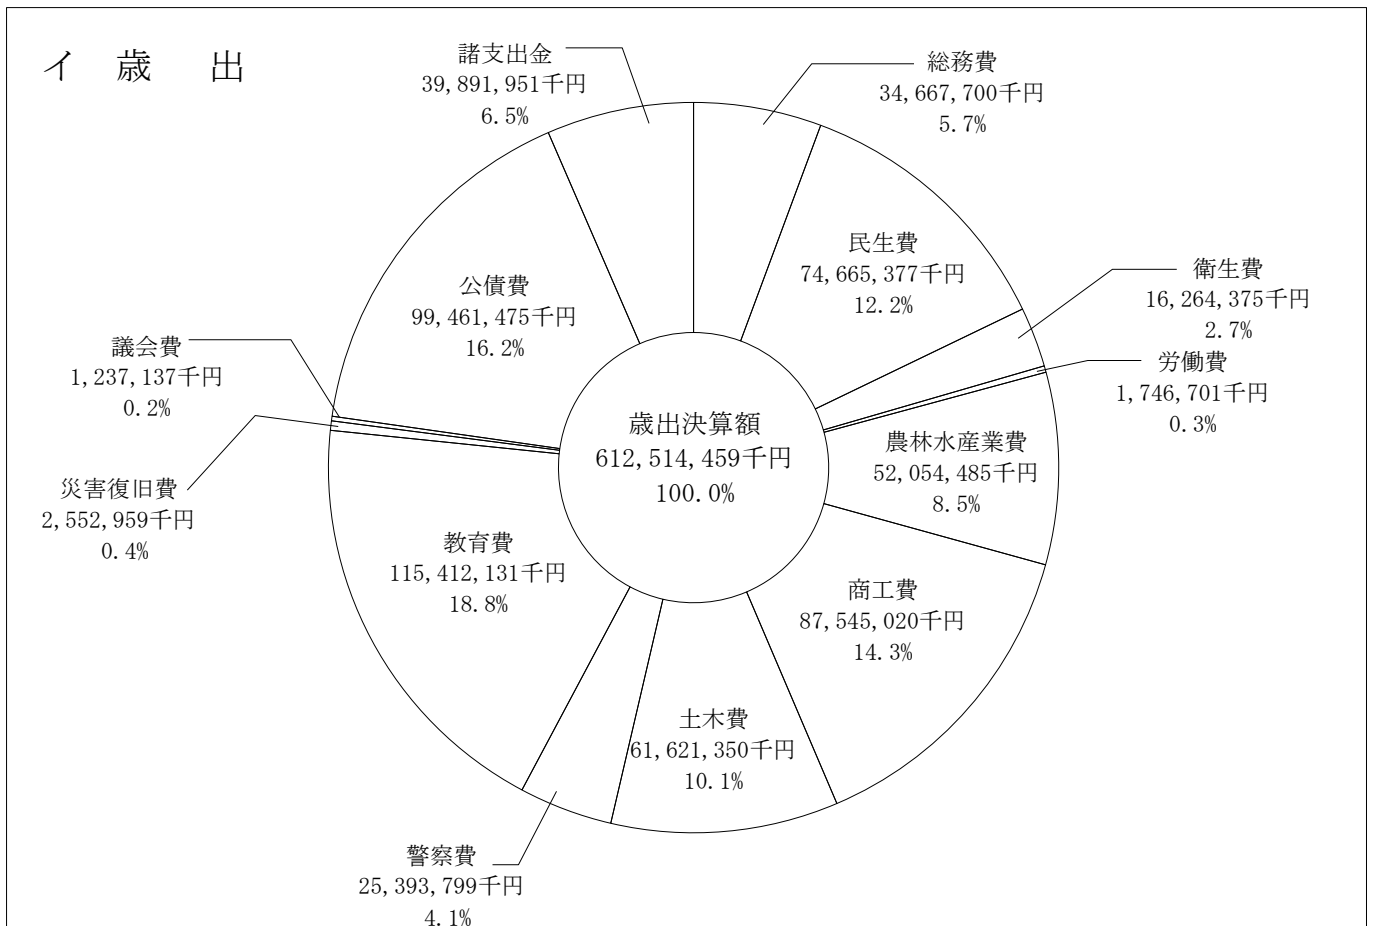 イ 歳 出
諸支出金
39,891,951千円
6.5%
総務費
34,667,700千円
5.7%
民生費
74,665,377千円
12.2%
衛生費
16,264,375千円
2.7%
労働費
1,746,701千円
0.3%
農林水産業費
52,054,485千円
8.5%
商工費
87,545,020千円
14.3%
土木費
61,621,350千円
10.1%
警察費
25,393,799千円
4.1%
教育費
115,412,131千円
18.8%
災害復旧費
2,552,959千円
0.4%
議会費
1,237,137千円
0.2%
公債費
99,461,475千円
16.2%
歳出決算額
612,514,459千円
100.0%